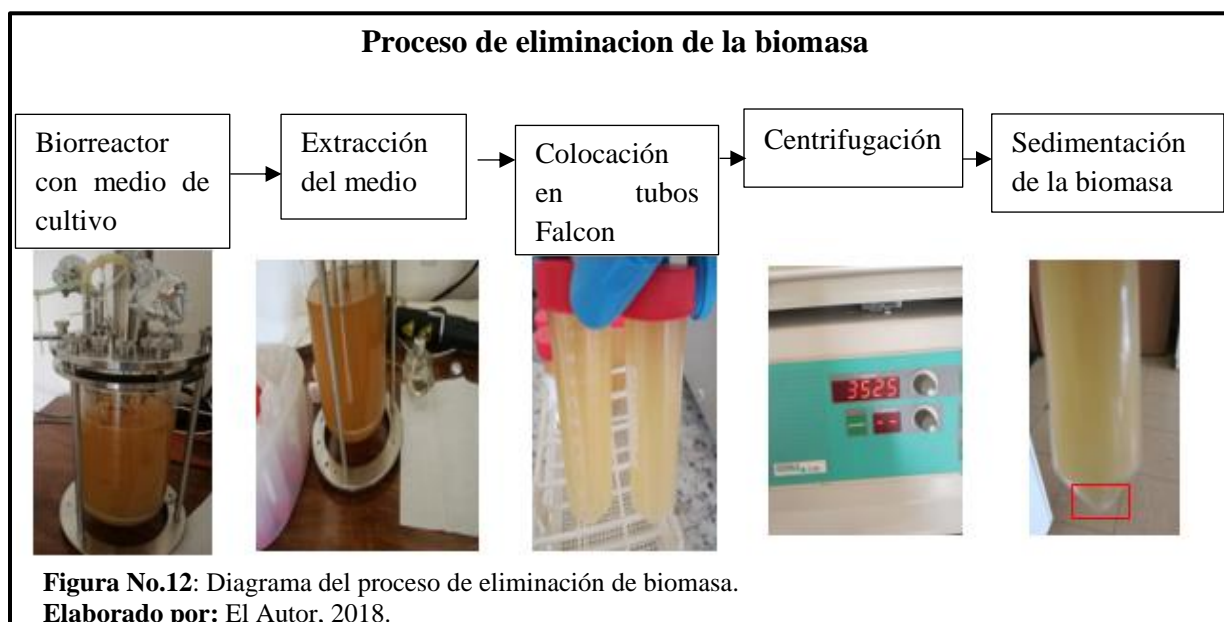 Proceso de eliminacion de la biomasa
Biorreactor
con medio de
cultivo
Extracción
del medio
Colocación
en tubos
Falcon
Centrifugación
Sedimentación
de la biomasa
3525
Figura No.12: Diagrama del proceso de eliminación de biomasa.
Elaborado por: El Autor, 2018.